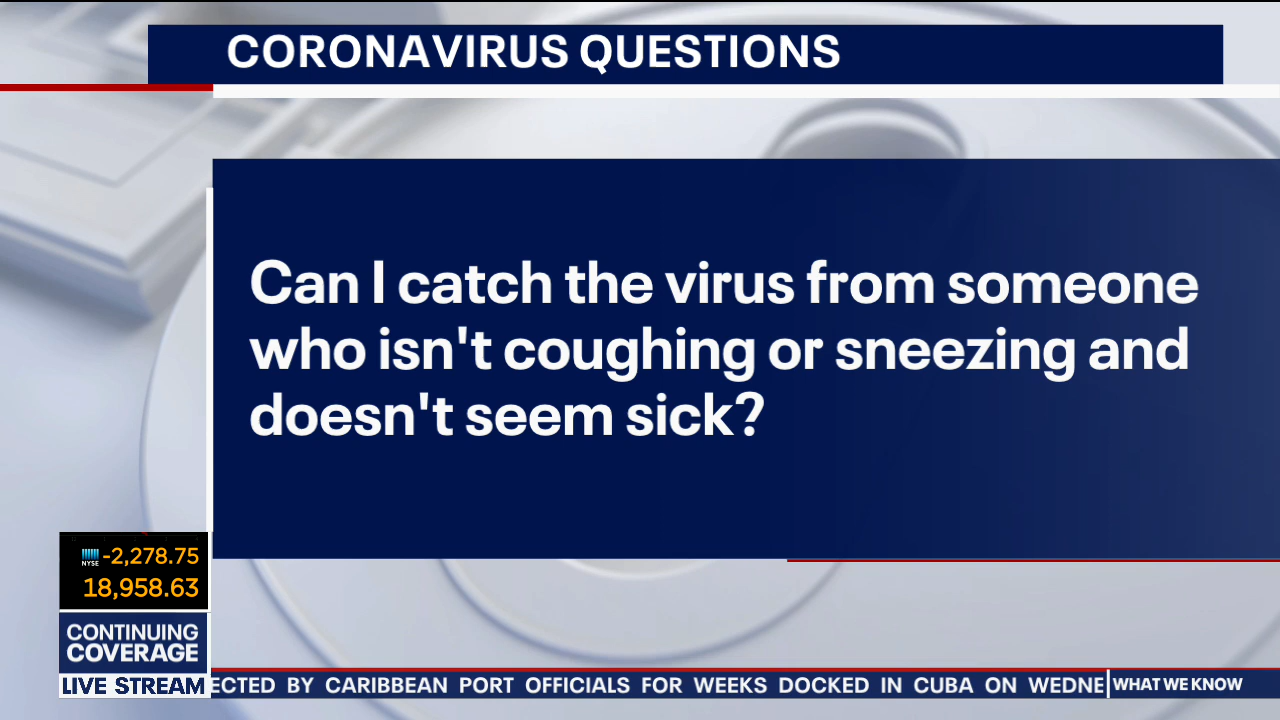 CORONAVIRUS QUESTIONS
Can I catch the virus from someone
who isn't coughing or sneezing and
doesn't seem sick?
NYSE
-2,278.75
18,958.63
CONTINUING
COVERAGE
LIVE STREAM
ECTED BY CARIBBEAN PORT OFFICIALS FOR WEEKS DOCKED IN CUBA ON WEDNE
WHAT WE KNOW